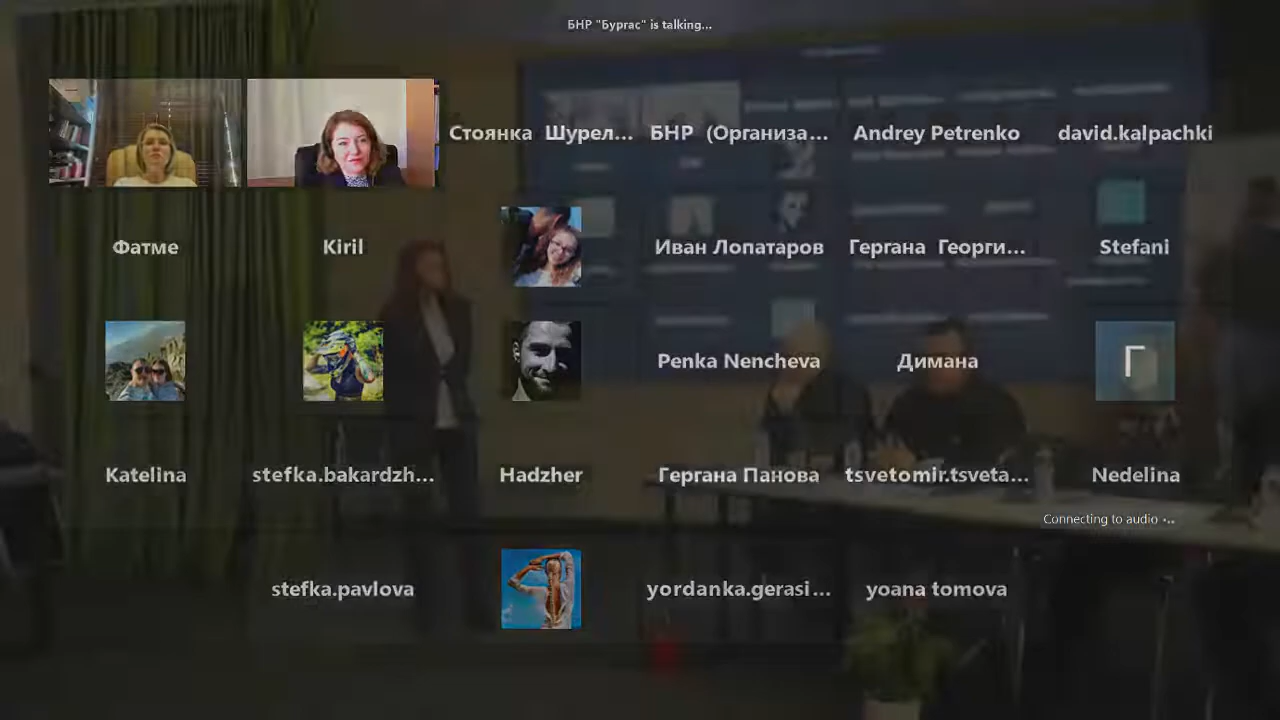 БНР "Бургас" is talking...
Стоянка Шурел...
БНР (Организа...
Andrey Petrenko
david.kalpachki
Фатме
Kiril
Иван Лопатаров
Гергана Георги...
Stefani
Penka Nencheva
Димана
Г
Katelina
stefka.bakardzh...
Hadzher
Гергана Панова
tsvetomir.tsveta...
Nedelina
Connecting to audio •..
stefka.pavlova
yordanka.gerasi...
yoana tomova